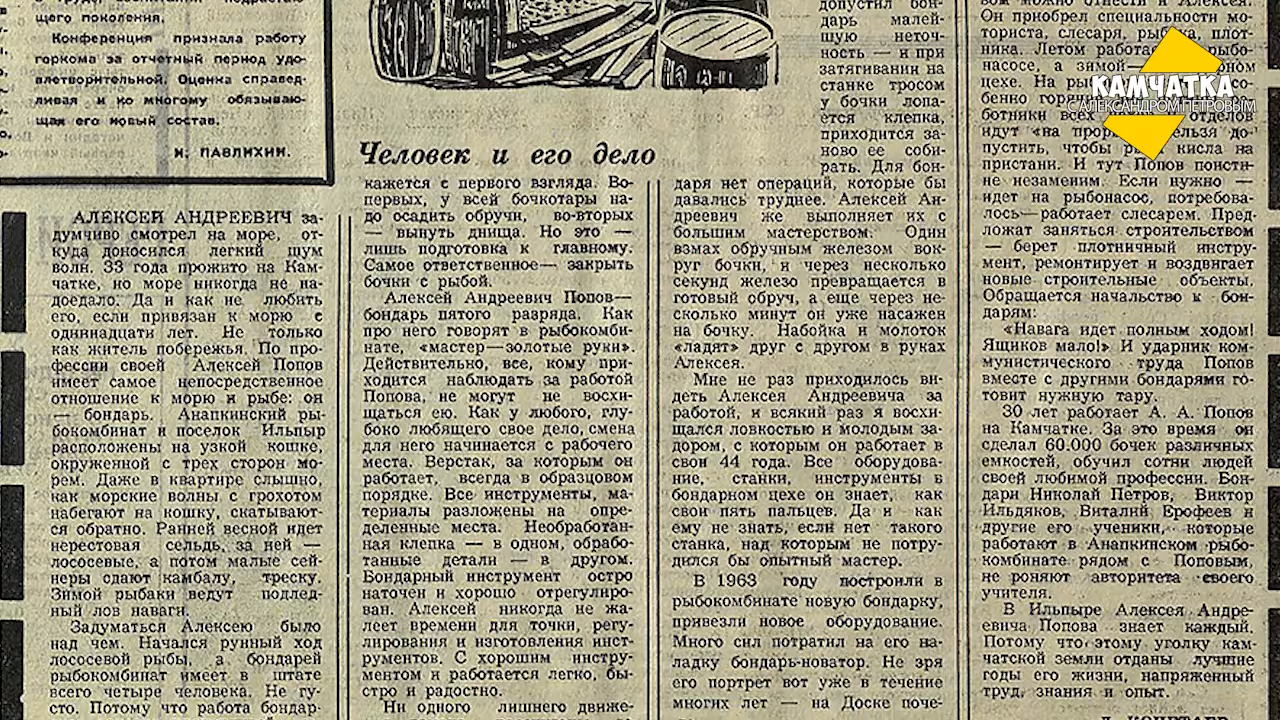 щего поколения.
Конференция признала работу
горкома за отчетный период удо-
влетворительной. Оценка справед-
ливая и ко многому обязываю-
щая его новый состав.
И. ПАВЛИХИН.
Человек и его дело
АЛЕКСЕЙ АНДРЕЕВИЧ за-
думчиво смотрел на море, от-
куда доносился легкий шум
волн. 33 года прожито на Кам-
чатке, но море никогда не на-
доедало. Да и как не любить
его, если привязан к морю с
одиннадцати лет. Не только
как житель побережья. По про-
фессии своей Алексей Попов
имеет самое непосредственное
отношение к морю и рыбе: он
— бондарь. Анапкинский ры-
бокомбинат и поселок Ильпыр
расположены на узкой кошке,
окруженной с трех сторон мо-
рем. Даже в квартире слышно,
как морские волны с грохотом
набегают на кошку, скатывают-
ся обратно. Ранней весной идет
нерестовая сельдь, за ней —
лососевые, а потом малые сей-
неры сдают камбалу, треску.
Зимой рыбаки ведут подлед-
ный лов наваги.
Задуматься Алексею было
над чем. Начался рунный ход
лососевой рыбы, а бондарей
рыбокомбинат имеет в штате
всего четыре человека. Не гу-
сто. Потому что работа бондар-
кажется с первого взгляда. Во-
первых, у всей бочкотары на-
до осадить обручи, во-вторых
— вынуть днища. Но это —
лишь подготовка к главному.
Самое ответственное— закрыть
бочки с рыбой.
Алексей Андреевич Попов—
бондарь пятого разряда. Как
про него говорят в рыбокомби-
нате, «мастер—золотые руки».
Действительно, все, кому при-
ходится наблюдать за работой
Попова, не могут не восхи-
щаться ею. Как у любого, глу-
боко любящего свое дело, смена
для него начинается с рабочего
места. Верстак, за которым он
работает, всегда в образцовом
порядке. Все инструменты, ма-
териалы разложены на опре-
деленные места. Необработан-
ная клепка — в одном, обрабо-
танные детали — в другом.
Бондарный инструмент остро
наточен и хорошо отрегулиро-
ван. Алексей никогда не жа-
леет времени для точки, регу-
лирования и изготовления инст-
рументов. С хорошим инстру-
ментом и работается легко, бы-
стро и радостно.
Ни одного лишнего движе-
допустил бон-
дарь малей-
шую неточ-
ность — и при
затягивании на
станке тросом
у бочки лопа-
ется клепка,
приходится за-
ново ее соби-
рать. Для бон-
даря нет операций, которые бы
давались труднее. Алексей Ан-
дреевич же выполняет их с
большим мастерством. Один
взмах обручным железом вок-
руг бочки, и через несколько
секунд железо превращается в
готовый обруч, а еще через не-
сколько минут он уже насажен
на бочку. Набойка и молоток
«ладят» друг с другом в руках
Алексея.
Мне не раз приходилось ви-
деть Алексея Андреевича за
работой, и всякий раз я восхи-
щался ловкостью и молодым за-
дором, с которым он работает в
свои 44 года. Все оборудова-
ние, станки, инструменты в
бондарном цехе он знает, как
свои пять пальцев. Да и как
ему не знать, если нет такого
станка, над которым не потру-
дился бы опытный мастер.
В 1963 году построили в
рыбокомбинате новую бондарку,
привезли новое оборудование.
Много сил потратил на его на-
ладку бондарь-новатор. Не зря
его портрет вот уже в течение
многих лет — на Доске поче-
вом можно отнести и Алексея.
Он приобрел специальности мо-
ториста, слесаря, рыбака, плот-
ника. Летом работает рыбо-
насосе, а зимой—
цехе. На
бенно
ботники всех отделов
идут «на нельзя до-
пустить, чтобы рыба кисла на
пристани. И тут Попов поисти-
не незаменим. Если нужно —
идет на рыбонасос, потребова-
лось—работает слесарем. Пред-
ложат заняться строительством
— берет плотничный инстру-
мент, ремонтирует и воздвигает
новые строительные объекты.
Обращается начальство к бон-
дарям:
«Навага идет полным ходом!
Ящиков мало!» И ударник ком-
мунистического труда Попов
вместе с другими бондарями го-
товит нужную тару.
30 лет работает А. А. Попов
на Камчатке. За это время он
сделал 60.000 бочек различных
емкостей, обучил сотни людей
своей любимой профессии. Бон-
дари Николай Петров, Виктор
Ильдяков, Виталий Ерофеев и
другие его ученики, которые
работают в Анапкинском рыбо-
комбинате рядом с Поповым,
не роняют авторитета своего
учителя.
В Ильпыре Алексея Андре-
евича Попова знает каждый.
Потому что этому уголку кам-
чатской земли отданы лучшие
годы его жизни, напряженный
труд, знания и опыт.
КАМЧАТКА
С АЛЕКСАНДРОМ ПЕТРОВЫМ